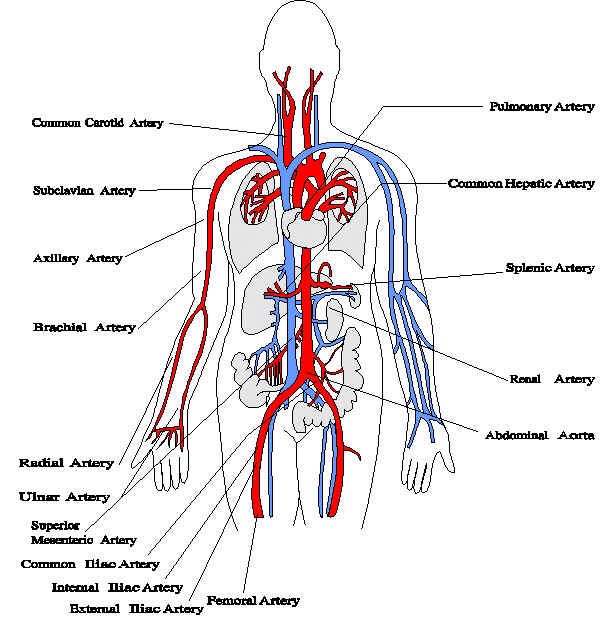 Common Carotid Artery
Subclavian Artery
Axillary Artery
Brachial Artery
Radial Artery
Ulnar Artery
Superior
Mesenteric Artery
Common Iliac Artery
Internal Iliac Artery
External Iliac Artery
Femoral Artery
Pulmonary Artery
Common Hepatic Artery
Splenic Artery
Renal Artery
Abdominal Aorta